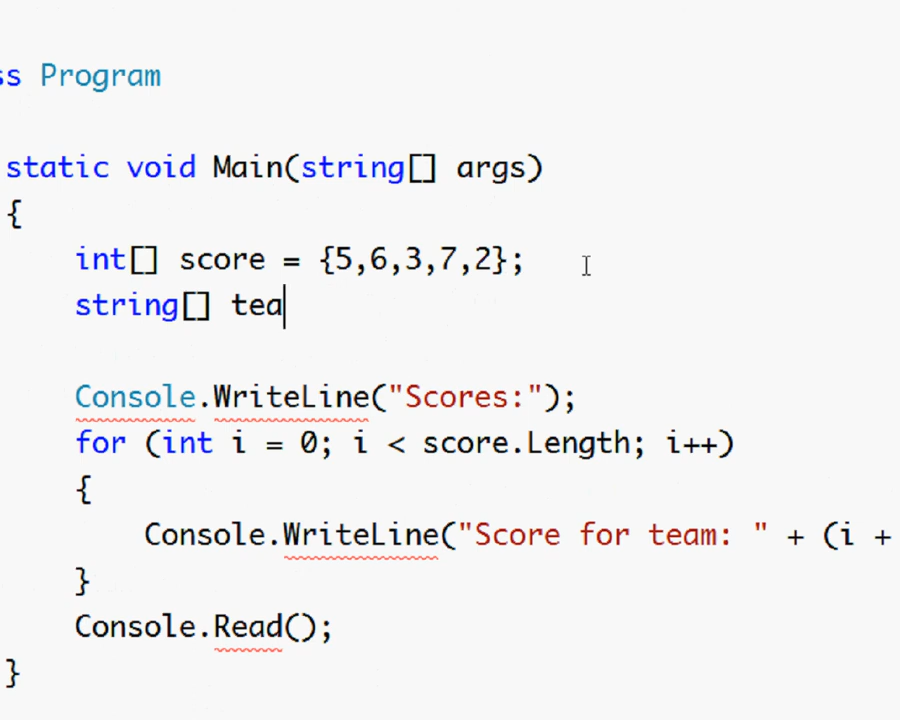 ss Program
static void Main(string[] args)
{
int[] score = {5,6,3,7,2};
string[] tea
Console.WriteLine("Scores:");
for (int i = 0; i < score.Length; i++)
{
Console.WriteLine("Score for team: " + (i +
}
Console.Read();
}